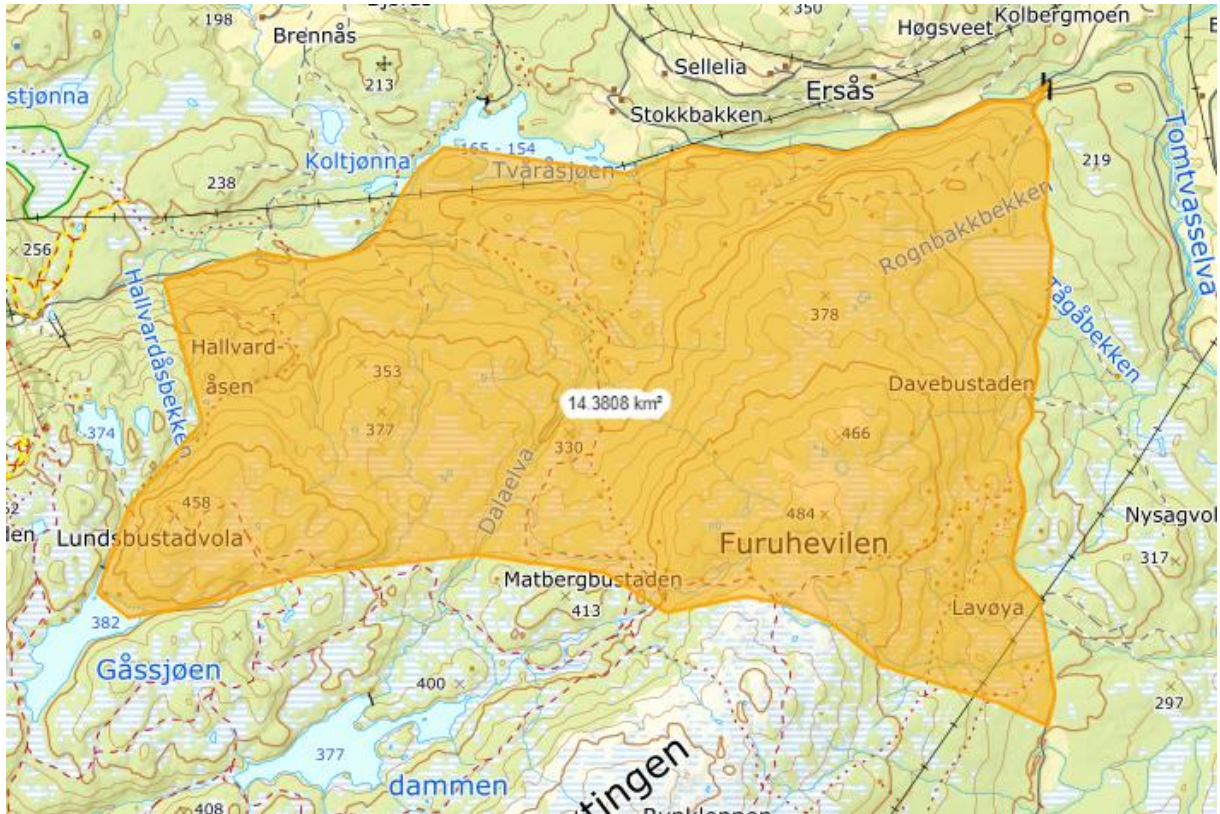 198
Brennås
350
Kolbergmoen
Høgsveet
Sellelia
213
stjønna
Ersås
Stokkbakken
Tomtvasselva
165 - 154
Koltjønna
Tvåråsjøen
219
238
256
Rognbakkbekken
Hallvardåsbekken
Tågåbekken
378
Hallvard-
åsen
353
Davebustaden
14.3808 km²
377
374
330
466
Dalaelva
458
484
Nysagvol
Lundsbustadvola
Furuhevilen
317
Matbergbustaden
413
Lavøya
382
Gåssjøen
400
297
377
dammen
tingen
408